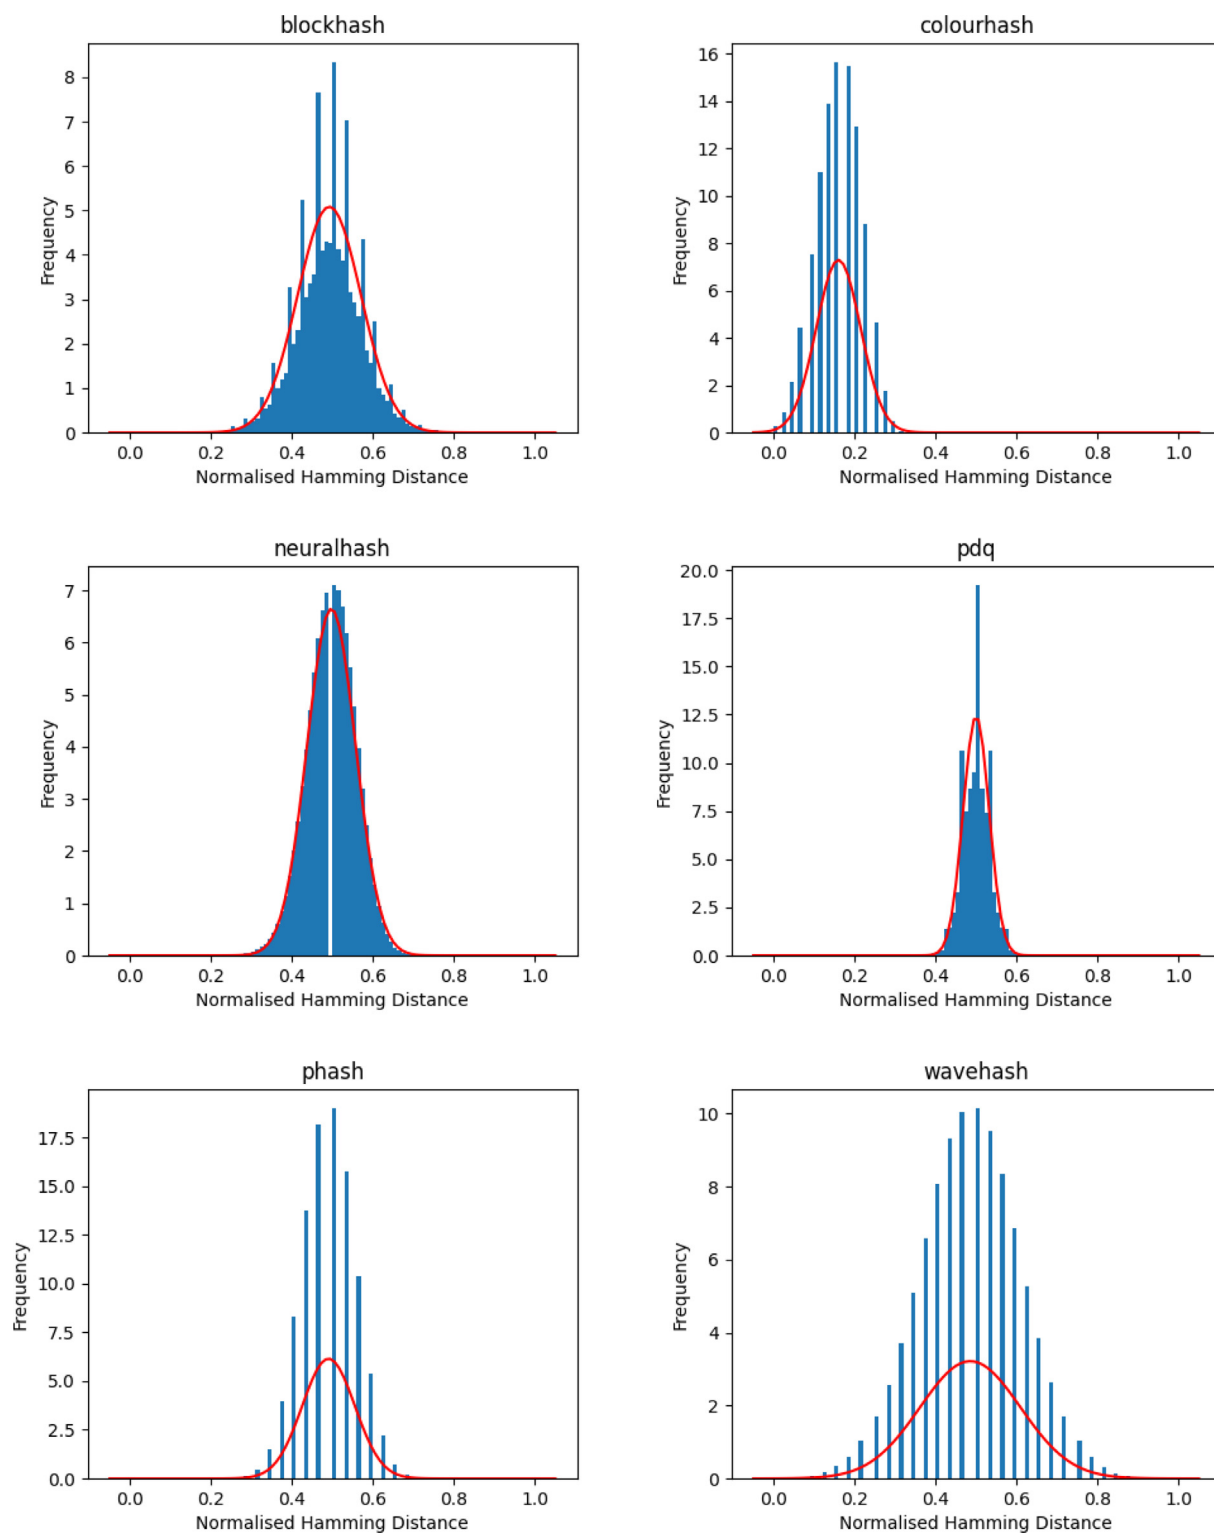 blockhash
8
7
6
5
4
3
2
1
0
Frequency
0.0 0.2 0.4 0.6 0.8 1.0
Normalised Hamming Distance
colourhash
16
14
12
10
8
6
4
2
0
Frequency
0.0 0.2 0.4 0.6 0.8 1.0
Normalised Hamming Distance
neuralhash
7
6
5
4
3
2
1
0
Frequency
0.0 0.2 0.4 0.6 0.8 1.0
Normalised Hamming Distance
pdq
20.0
17.5
15.0
12.5
10.0
7.5
5.0
2.5
0.0
Frequency
0.0 0.2 0.4 0.6 0.8 1.0
Normalised Hamming Distance
phash
17.5
15.0
12.5
10.0
7.5
5.0
2.5
0.0
Frequency
0.0 0.2 0.4 0.6 0.8 1.0
Normalised Hamming Distance
wavehash
10
8
6
4
2
0
Frequency
0.0 0.2 0.4 0.6 0.8 1.0
Normalised Hamming Distance